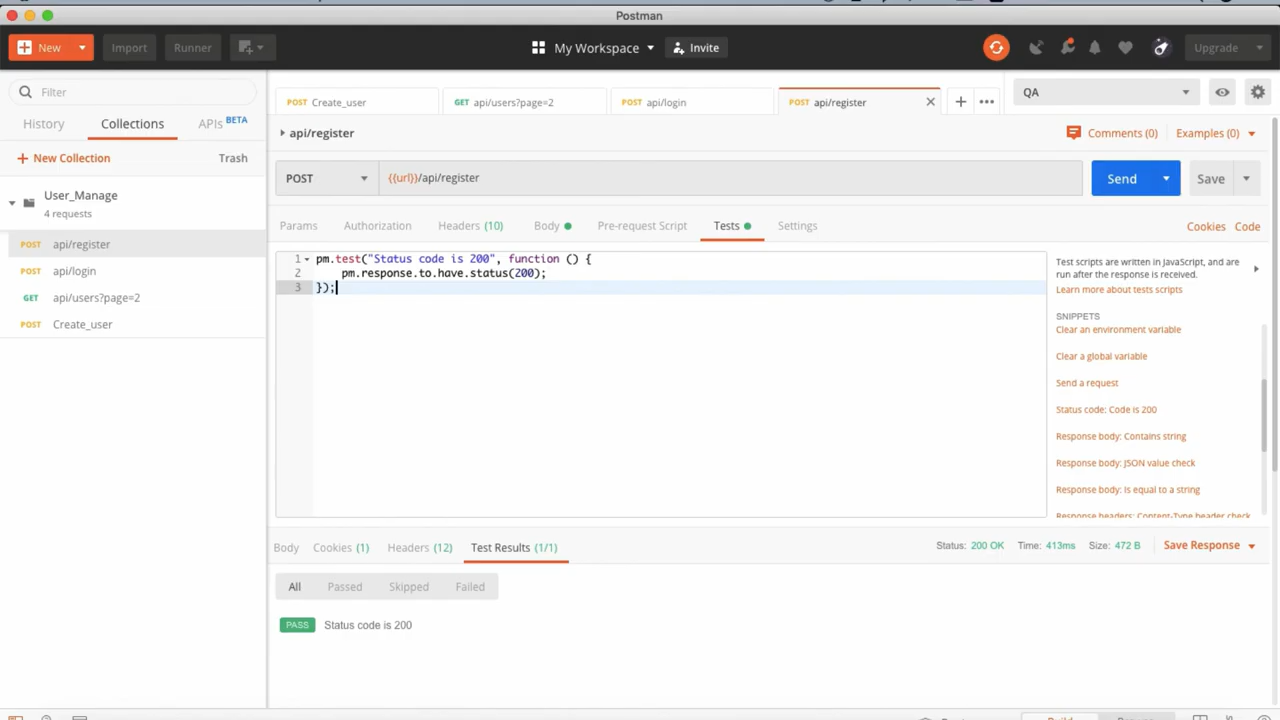 Postman
New
Import
Runner
My Workspace
Invite
Upgrade
Filter
History
Collections
APIs BETA
New Collection
Trash
User_Manage
4 requests
POST api/register
POST api/login
GET api/users?page=2
POST Create_user
POST Create_user
GET api/users?page=2
POST api/login
POST api/register
QA
api/register
Comments (0)
Examples (0)
POST
{{url}}/api/register
Send
Save
Params
Authorization
Headers (10)
Body
Pre-request Script
Tests
Settings
Cookies
Code
1 pm.test("Status code is 200", function () {
2 pm.response.to.have.status(200);
3 });
Test scripts are written in JavaScript, and are
run after the response is received.
Learn more about tests scripts
SNIPPETS
Clear an environment variable
Clear a global variable
Send a request
Status code: Code is 200
Response body: Contains string
Response body: JSON value check
Response body: Is equal to a string
Response headers: Content-Type header check
Body
Cookies (1)
Headers (12)
Test Results (1/1)
Status: 200 OK
Time: 413ms
Size: 472 B
Save Response
All
Passed
Skipped
Failed
PASS Status code is 200